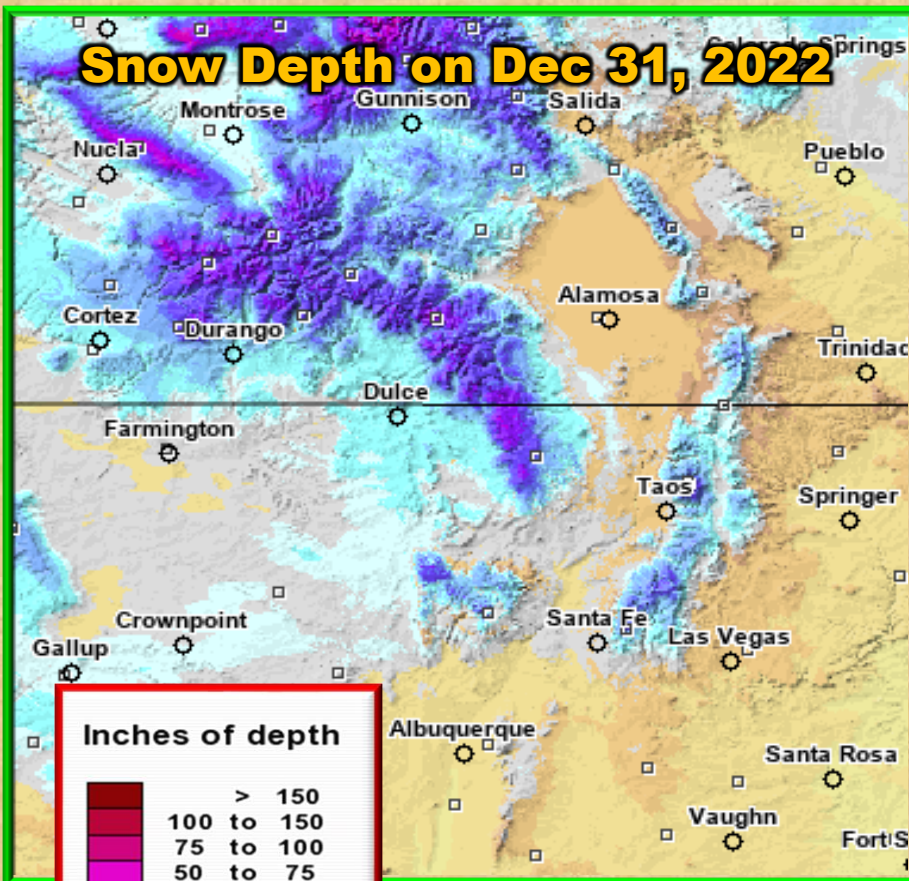 Snow Depth on Dec 31, 2022
Colorado Springs
Montrose
Gunnison
Salida
Nucla
Pueblo
Cortez
Durango
Alamosa
Trinidad
Dulce
Farmington
Taos
Springer
Crownpoint
Gallup
Santa Fe
Las Vegas
Albuquerque
Santa Rosa
Vaughn
Fort S
Inches of depth
> 150
100 to 150
75 to 100
50 to 75